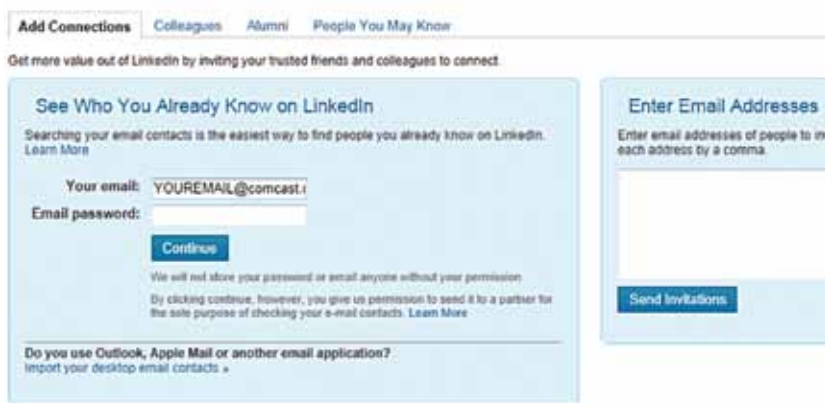 Add Connections Colleagues Alumni People You May Know
Get more value out of LinkedIn by inviting your trusted friends and colleagues to connect.
See Who You Already Know on LinkedIn
Searching your email contacts is the easiest way to find people you already know on LinkedIn.
Learn More
Your email: YOUREMAIL@comcast.
Email password:
Continue
We will not store your password or email anyone without your permission
By clicking continue, however, you give us permission to send it to a partner for
the sole purpose of checking your e-mail contacts. Learn More
Do you use Outlook, Apple Mail or another email application?
Import your desktop email contacts »
Enter Email Addresses
Enter email addresses of people to
each address by a comma.
Send Invitations